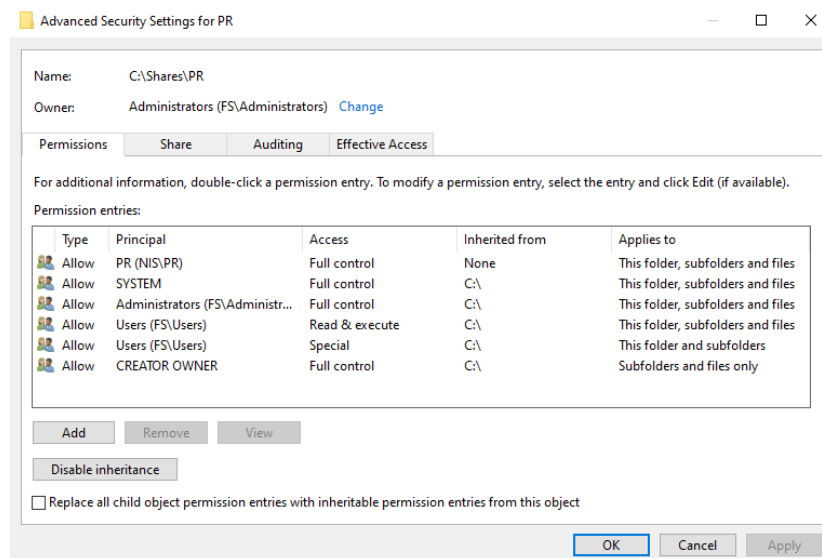 Advanced Security Settings for PR
Name: C:\Shares\PR
Owner: Administrators (FS\Administrators) Change
Permissions Share Auditing Effective Access
For additional information, double-click a permission entry. To modify a permission entry, select the entry and click Edit (if available).
Permission entries:
Type Principal Access Inherited from Applies to
Allow PR (NIS\PR) Full control None This folder, subfolders and files
Allow SYSTEM Full control C:\ This folder, subfolders and files
Allow Administrators (FS\Administr... Full control C:\ This folder, subfolders and files
Allow Users (FS\Users) Read & execute C:\ This folder, subfolders and files
Allow Users (FS\Users) Special C:\ This folder and subfolders
Allow CREATOR OWNER Full control C:\ Subfolders and files only
Add Remove View
Disable inheritance
Replace all child object permission entries with inheritable permission entries from this object
OK Cancel Apply